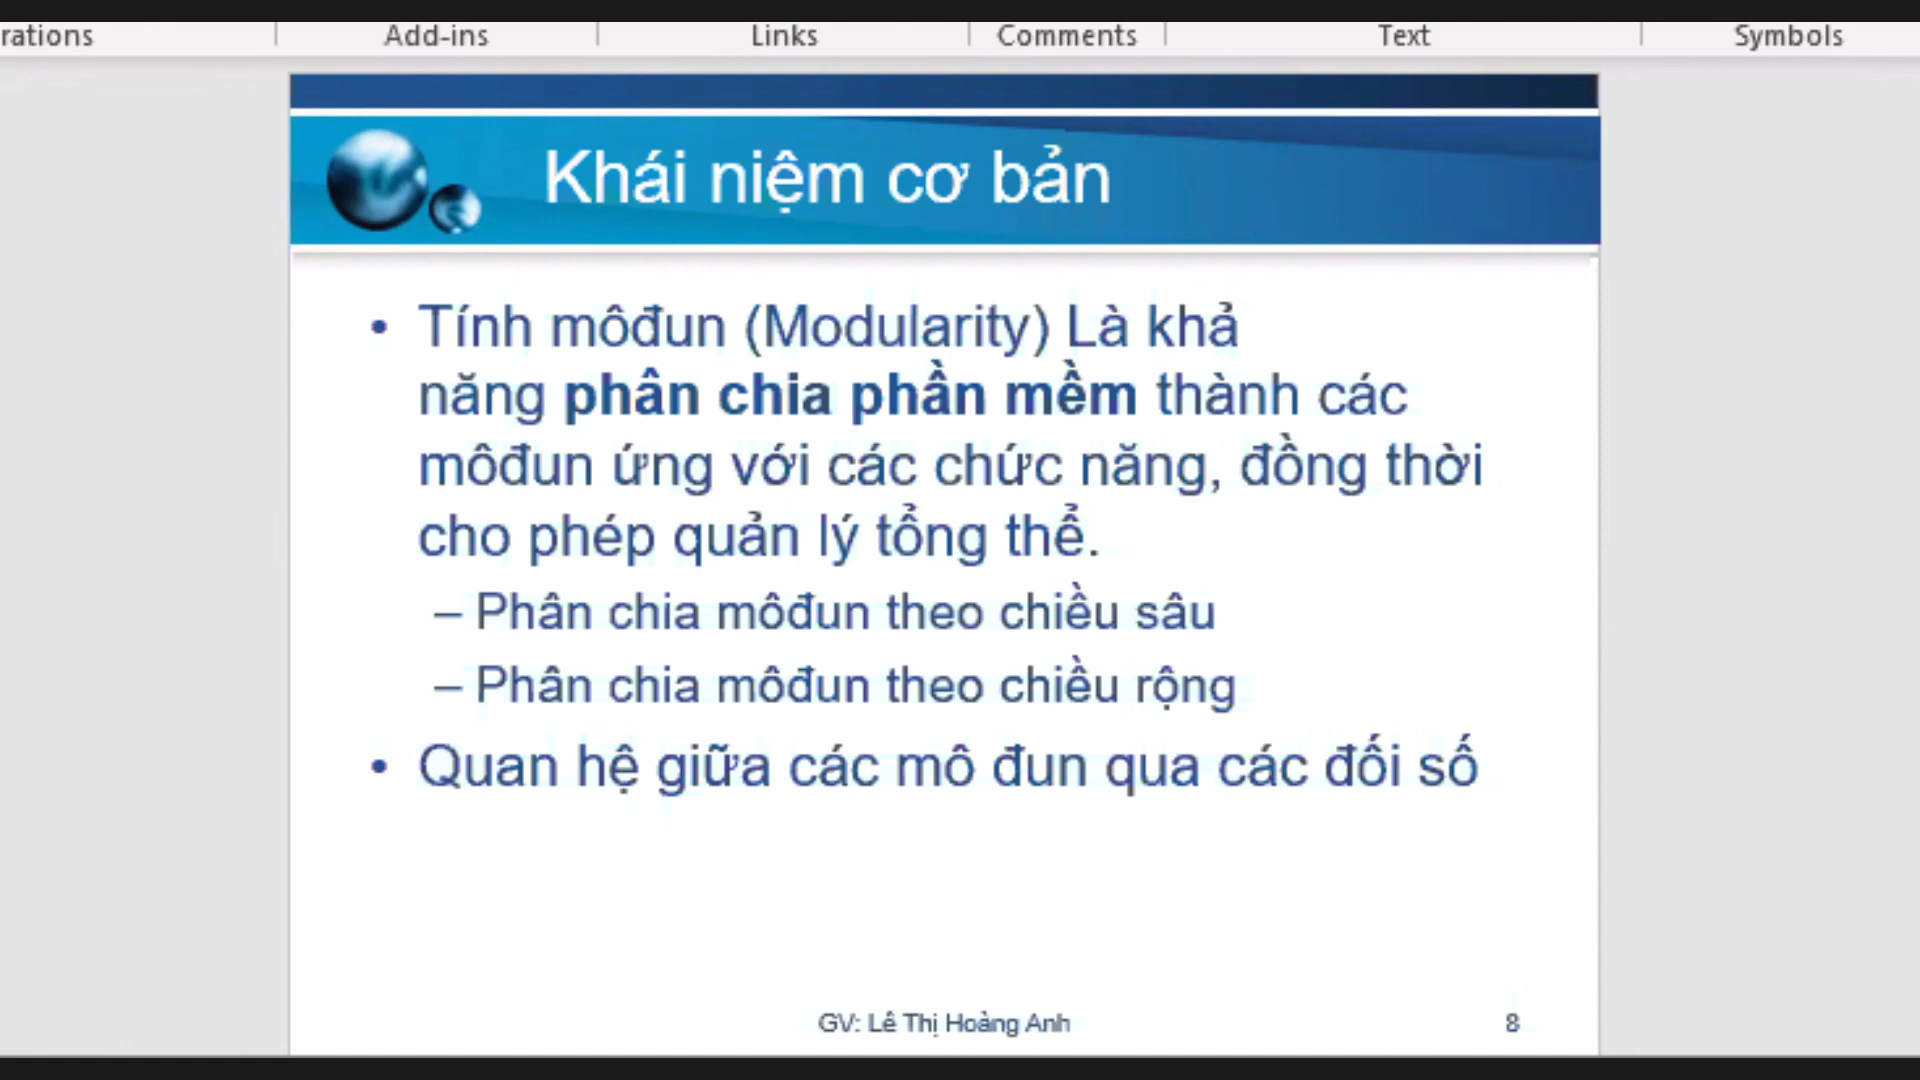 rations Add-ins Links Comments Text Symbols
Khái niệm cơ bản
• Tính môđun (Modularity) Là khả
năng phân chia phần mềm thành các
môđun ứng với các chức năng, đồng thời
cho phép quản lý tổng thể.
– Phân chia môđun theo chiều sâu
– Phân chia môđun theo chiều rộng
• Quan hệ giữa các mô đun qua các đối số
GV: Lê Thị Hoàng Anh 8